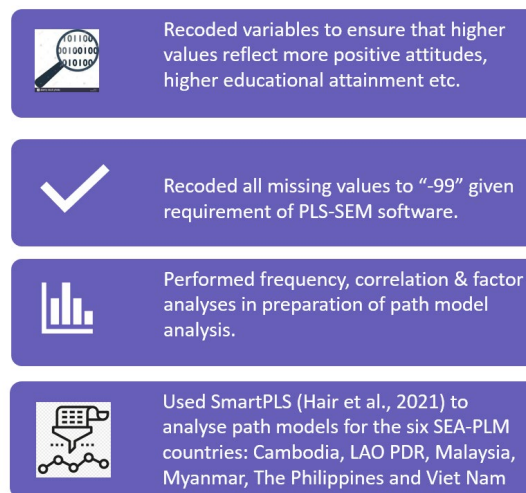 Recoded variables to ensure that higher
values reflect more positive attitudes,
higher educational attainment etc.
Recoded all missing values to “-99” given
requirement of PLS-SEM software.
Performed frequency, correlation & factor
analyses in preparation of path model
analysis.
Used SmartPLS (Hair et al., 2021) to
analyse path models for the six SEA-PLM
countries: Cambodia, LAO PDR, Malaysia,
Myanmar, The Philippines and Viet Nam